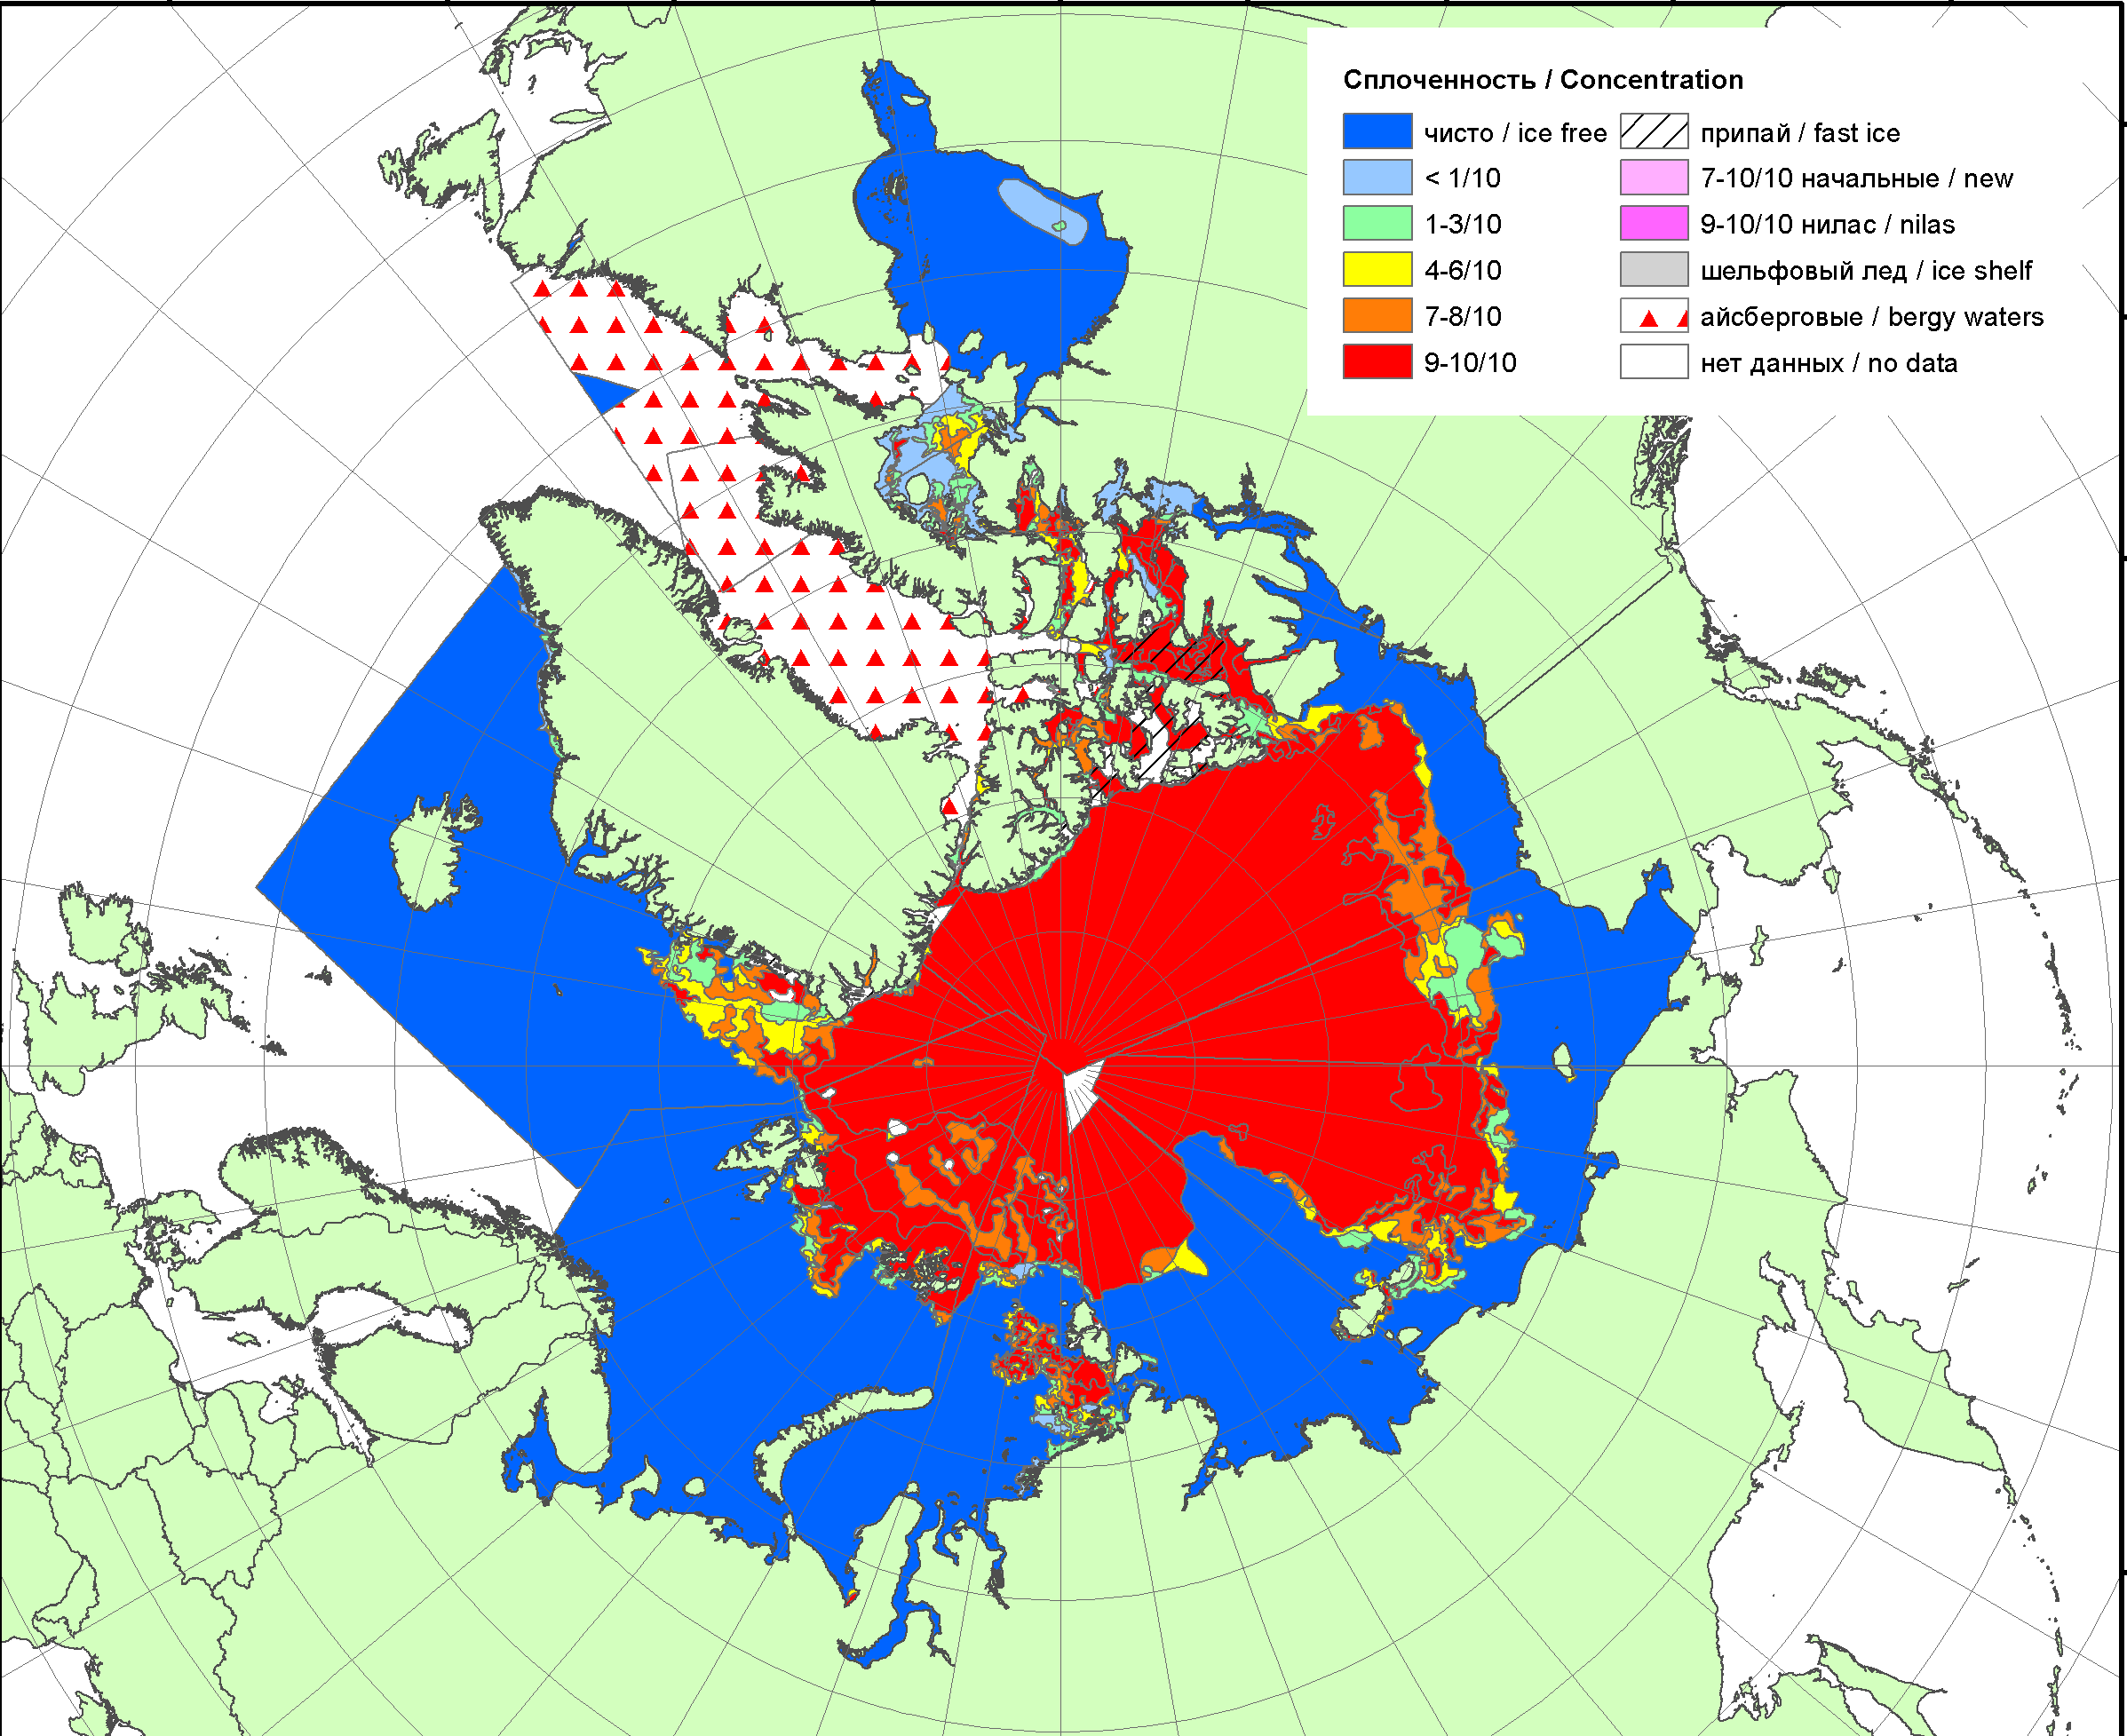 Сплоченность / Concentration
чисто / ice free
< 1/10
1-3/10
4-6/10
7-8/10
9-10/10
припай / fast ice
7-10/10 начальные / new
9-10/10 нилас / nilas
шельфовый лед / ice shelf
айсберговые / bergy waters
нет данных / no data